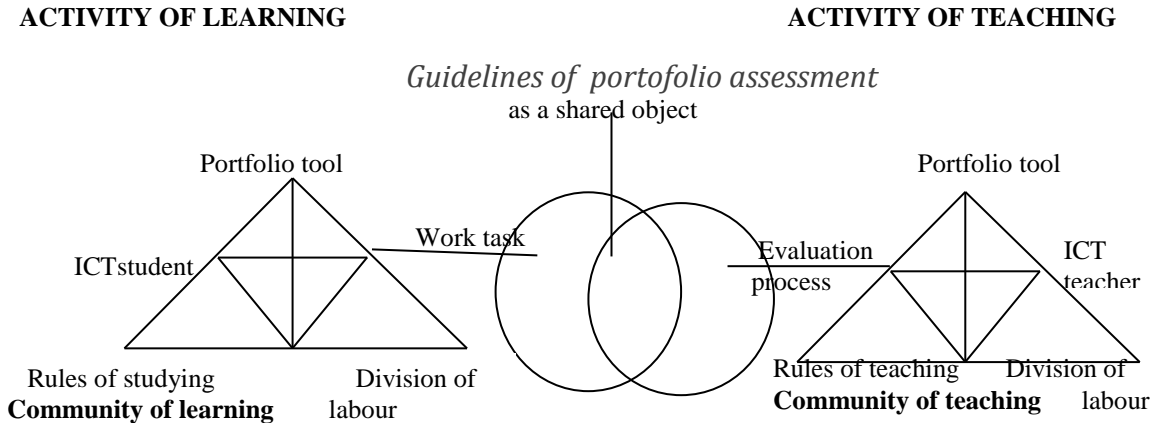 ACTIVITY OF LEARNING
ACTIVITY OF TEACHING
Guidelines of portofolio assessment
as a shared object
Portfolio tool
Portfolio tool
Work task
ICTstudent
Evaluation
process
ICT
teacher
Rules of studying
Division of
Community of learning
labour
Rules of teaching
Division of
Community of teaching
labour